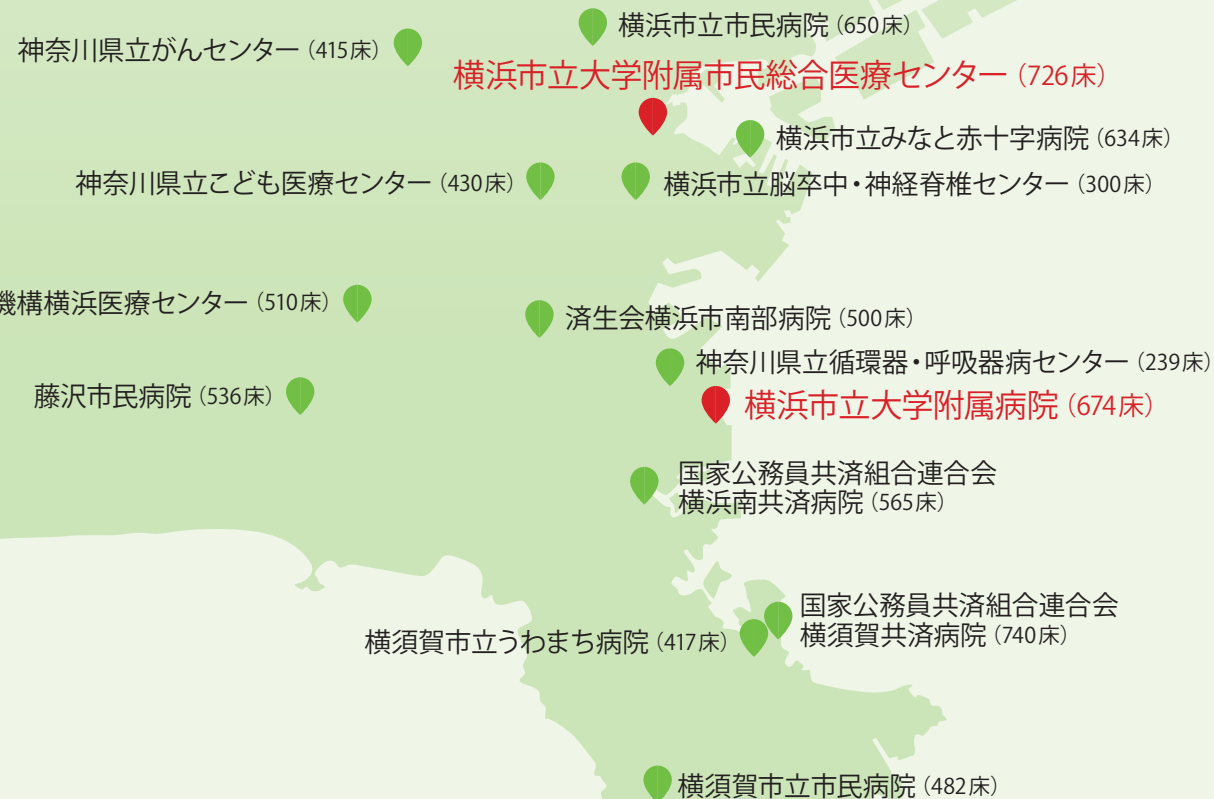 横浜市立市民病院（650床）
神奈川県立がんセンター（415床）
横浜市立大学附属市民総合医療センター（726床）
横浜市立みなと赤十字病院（634床）
神奈川県立こども医療センター（430床）
横浜市立脳卒中・神経脊椎センター（300床）
機構横浜医療センター（510床）
済生会横浜市南部病院（500床）
神奈川県立循環器・呼吸器病センター（239床）
藤沢市民病院（536床）
横浜市立大学附属病院（674床）
国家公務員共済組合連合会
横浜南共済病院（565床）
国家公務員共済組合連合会
横須賀共済病院（740床）
横須賀市立うわまち病院（417床）
横須賀市立市民病院（482床）